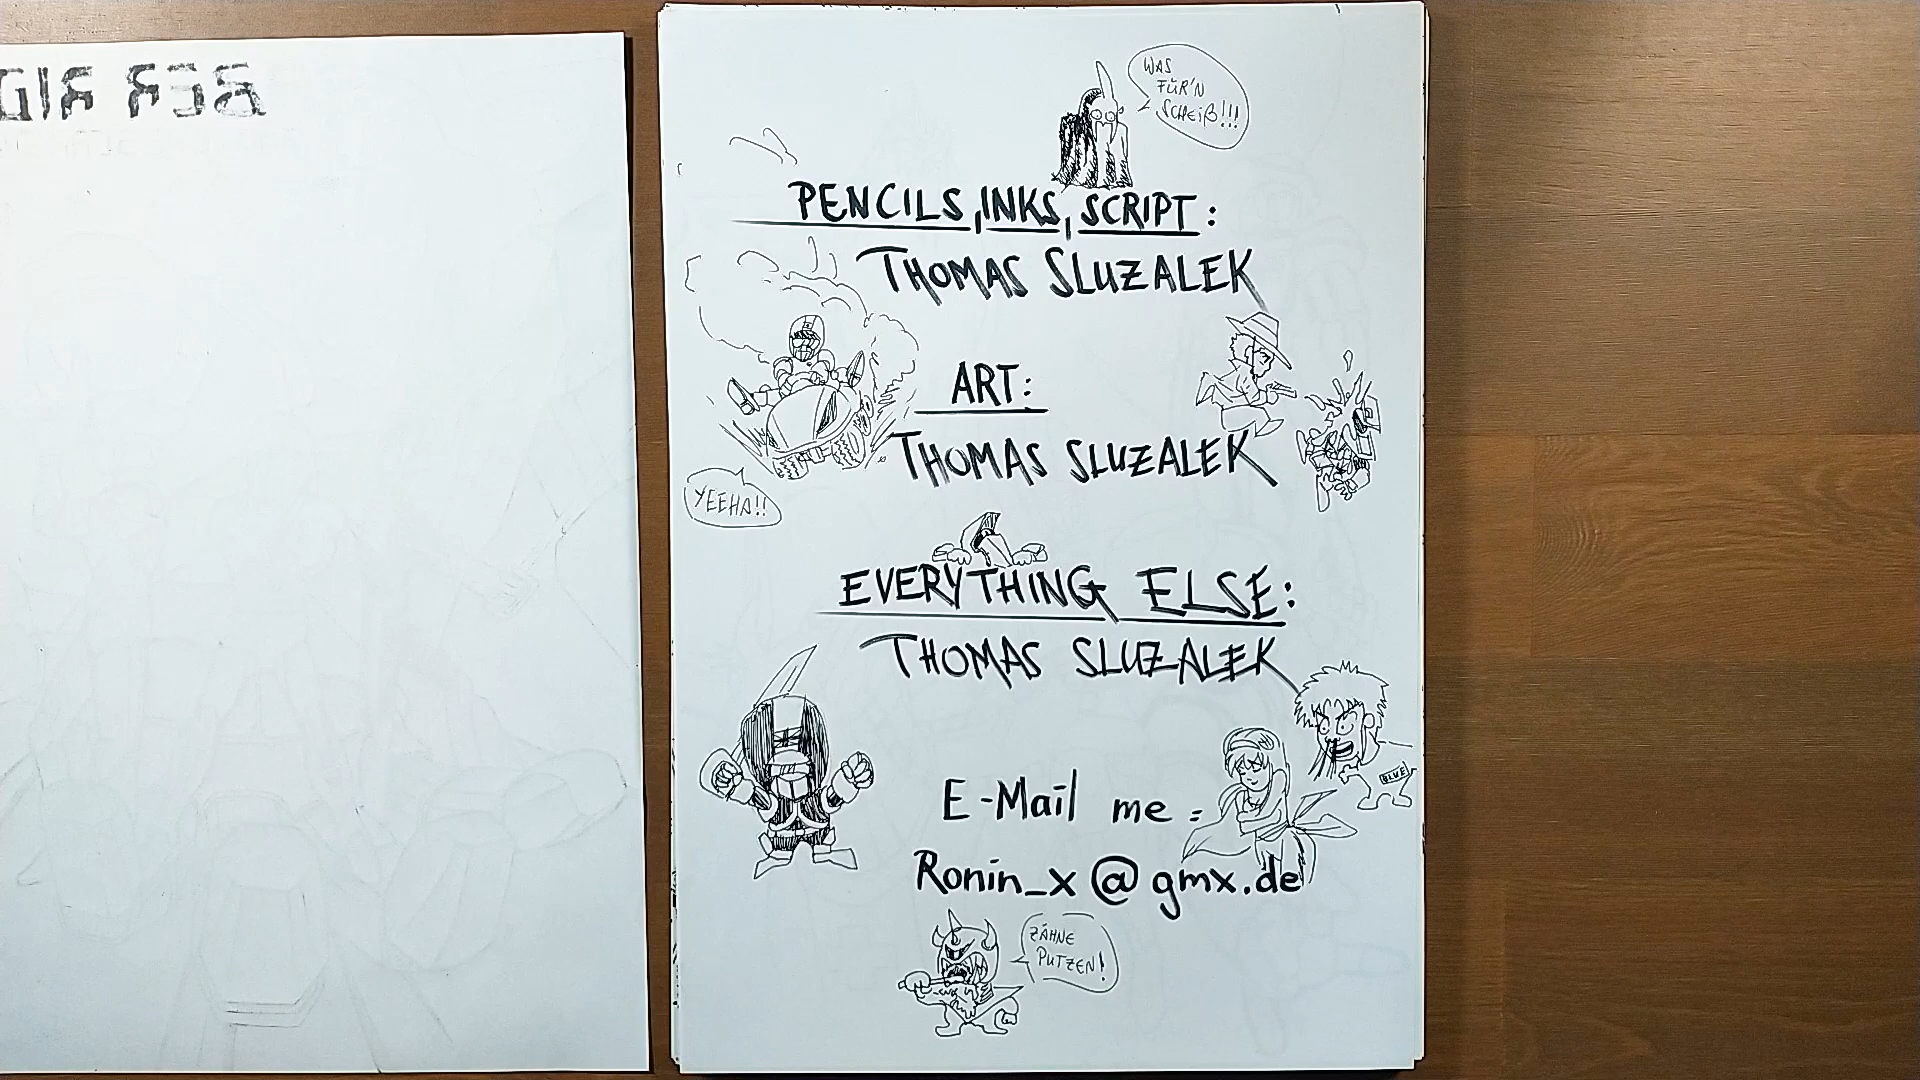 WAS
FÜR'N
SCHEIß!!!
PENCILS, INKS, SCRIPT:
THOMAS SLUZALEK
ART:
THOMAS SLUZALEK
YEEHA!!
EVERYTHING ELSE:
THOMAS SLUZALEK
BLUE
E-Mail me:
Ronin_x@gmx.de
ZÄHNE
PUTZEN!